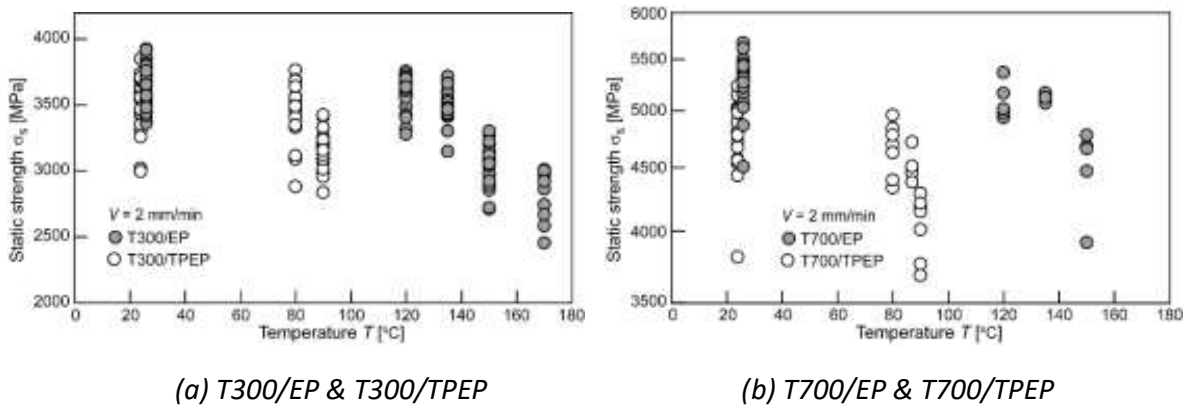 4000
3500
3000
2500
2000
Static strength σs [MPa]
V = 2 mm/min
T300/EP
T300/TPEP
0 20 40 60 80 100 120 140 160 180
Temperature T [°C]
(a) T300/EP & T300/TPEP
6000
5500
5000
4500
4000
3500
Static strength σs [MPa]
V = 2 mm/min
T700/EP
T700/TPEP
0 20 40 60 80 100 120 140 160 180
Temperature T [°C]
(b) T700/EP & T700/TPEP